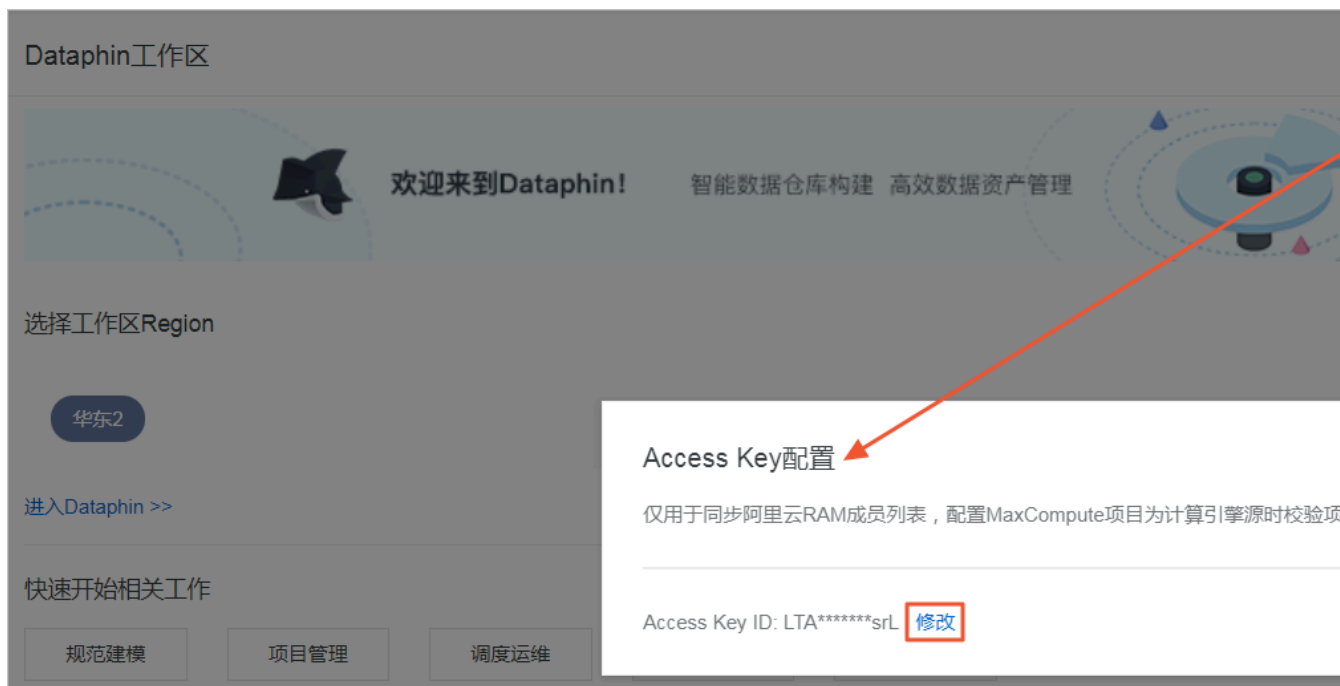 Dataphin工作区
欢迎来到Dataphin!
智能数据仓库构建 高效数据资产管理
选择工作区Region
华东2
进入Dataphin >>
Access Key配置
仅用于同步阿里云RAM成员列表，配置MaxCompute项目为计算引擎源时校验项
Access Key ID: LTA*******srL 修改
快速开始相关工作
规范建模 项目管理 调度运维